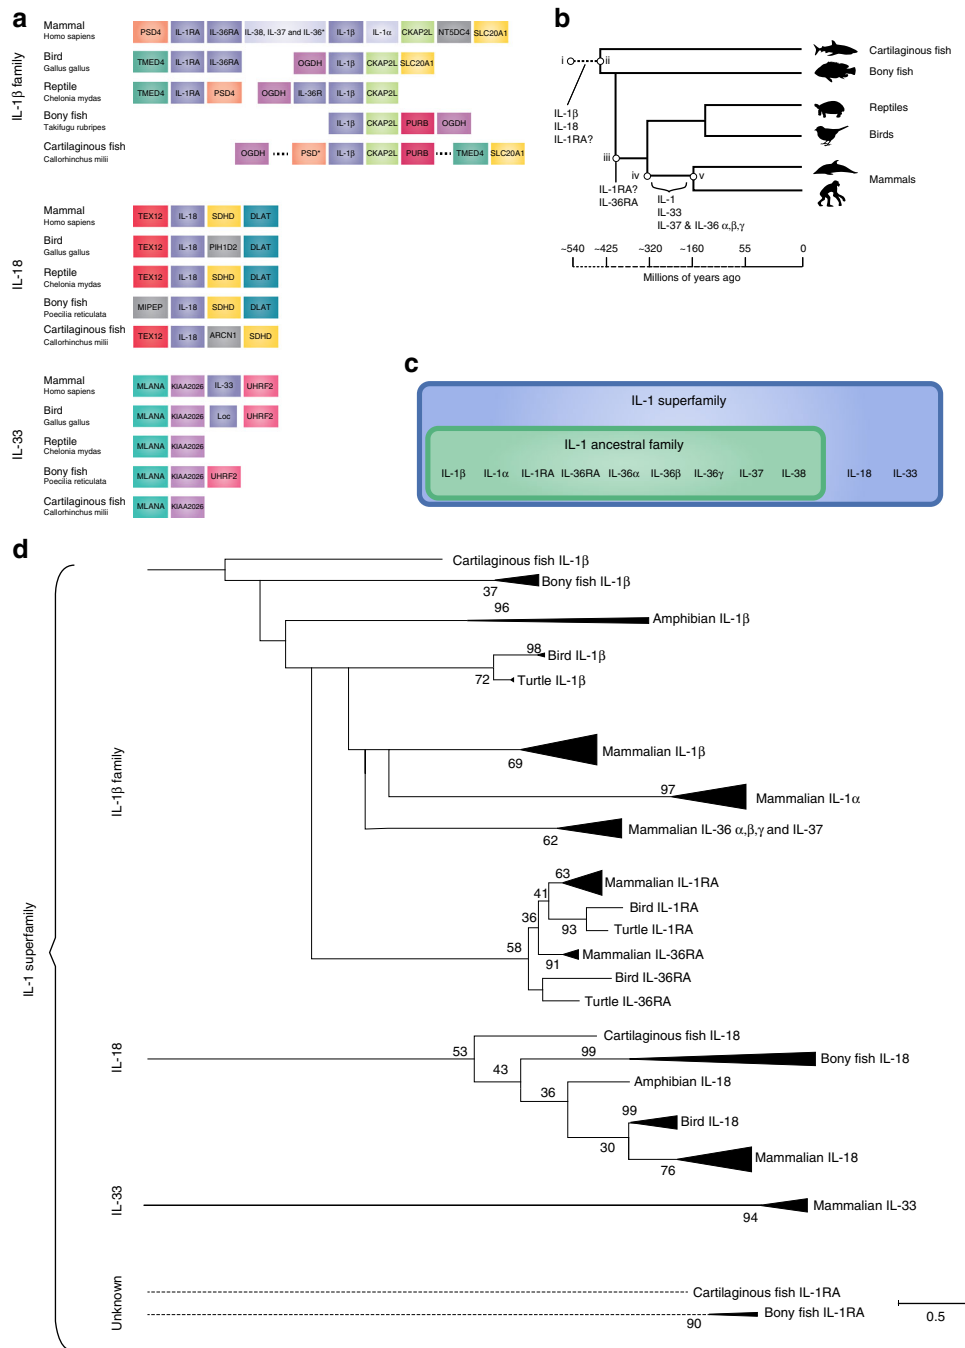 a
IL-1β family
Mammal
Homo sapiens
PSD4 IL-1RA IL-36RA IL-38, IL-37 and IL-36* IL-1β IL-1α CKAP2L NT5DC4 SLC20A1
Bird
Gallus gallus
TMED4 IL-1RA IL-36RA OGDH IL-1β CKAP2L SLC20A1
Reptile
Chelonia mydas
TMED4 IL-1RA PSD4 OGDH IL-36R IL-1β CKAP2L
Bony fish
Takifugu rubripes
IL-1β CKAP2L PURB OGDH
Cartilaginous fish
Callorhinchus milii
OGDH PSD* IL-1β CKAP2L PURB TMED4 SLC20A1
IL-18
Mammal
Homo sapiens
TEX12 IL-18 SDHD DLAT
Bird
Gallus gallus
TEX12 IL-18 PIH1D2 DLAT
Reptile
Chelonia mydas
TEX12 IL-18 SDHD DLAT
Bony fish
Poecilia reticulata
MIPEP IL-18 SDHD DLAT
Cartilaginous fish
Callorhinchus milii
TEX12 IL-18 ARCN1 SDHD
IL-33
Mammal
Homo sapiens
MLANA KIAA2026 IL-33 UHRF2
Bird
Gallus gallus
MLANA KIAA2026 Loc UHRF2
Reptile
Chelonia mydas
MLANA KIAA2026
Bony fish
Poecilia reticulata
MLANA KIAA2026 UHRF2
Cartilaginous fish
Callorhinchus milii
MLANA KIAA2026
b
Cartilaginous fish
i ii
Bony fish
IL-1β
IL-18
IL-1RA?
Reptiles
Birds
iii
iv v
Mammals
IL-1RA?
IL-36RA
IL-1
IL-33
IL-37 & IL-36 α,β,γ
~540 ~425 ~320 ~160 55 0
Millions of years ago
c
IL-1 superfamily
IL-1 ancestral family
IL-1β IL-1α IL-1RA IL-36RA IL-36α IL-36β IL-36γ IL-37 IL-38 IL-18 IL-33
d
IL-1 superfamily
IL-1β family
Cartilaginous fish IL-1β
Bony fish IL-1β
37
96
Amphibian IL-1β
98
Bird IL-1β
72
Turtle IL-1β
Mammalian IL-1β
69
97
Mammalian IL-1α
Mammalian IL-36 α,β,γ and IL-37
62
63
Mammalian IL-1RA
41
Bird IL-1RA
36
93
Turtle IL-1RA
58
Mammalian IL-36RA
91
Bird IL-36RA
Turtle IL-36RA
IL-18
Cartilaginous fish IL-18
53
99
Bony fish IL-18
43
Amphibian IL-18
36
99
Bird IL-18
30
Mammalian IL-18
76
IL-33
Mammalian IL-33
94
Unknown
Cartilaginous fish IL-1RA
Bony fish IL-1RA
90
0.5